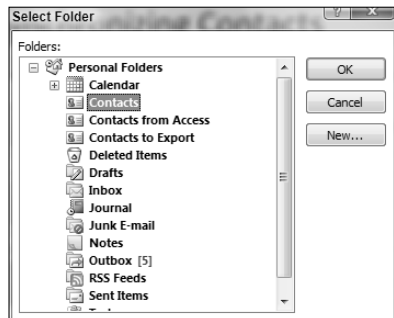 Select Folder
Contacts
Folders:
Personal Folders
Calendar
Contacts
Contacts from Access
Contacts to Export
Deleted Items
Drafts
Inbox
Journal
Junk E-mail
Notes
Outbox [5]
RSS Feeds
Sent Items
OK
Cancel
New...